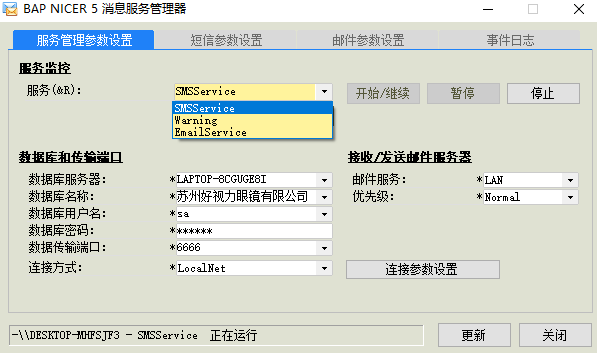 BAP NICER 5 消息服务管理器
服务管理参数设置 短信参数设置 邮件参数设置 事件日志
服务监控
服务(&R): SMSService 开始/继续 暂停 停止
SMSService
Warning
EmailService
数据库和传输端口 接收/发送邮件服务器
数据库服务器: *LAPTOP-8CGUGE8I 邮件服务: *LAN
数据库名称: *苏州好视力眼镜有限公司 优先级: *Normal
数据库用户名: *sa
数据库密码: *******
数据传输端口: *6666
连接方式: *LocalNet 连接参数设置
-\\DESKTOP-MHFSJF3 - SMSService 正在运行 更新 关闭